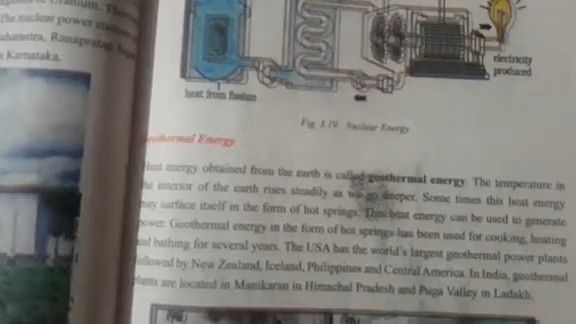 of Uranium,
The nuclear power
Ranapratap
Karnataka.
electricity
produced
heat from fission
Fig 3.19 Nuclear Energy
Geothermal Energy
Heat energy obtained from the earth is called geothermal energy. The temperature in
the interior of the earth rises steadily as we go deeper. Some times this heat energy
may surface itself in the form of hot springs. This heat energy can be used to generate
power. Geothermal energy in the form of hot springs has been used for cooking, heating
and bathing for several years. The USA has the world's largest geothermal power plants
followed by New Zealand, Iceland, Philippines and Central America. In India, geothermal
plants are located in Manikaran in Himachal Pradesh and Puga Valley in Ladakh.